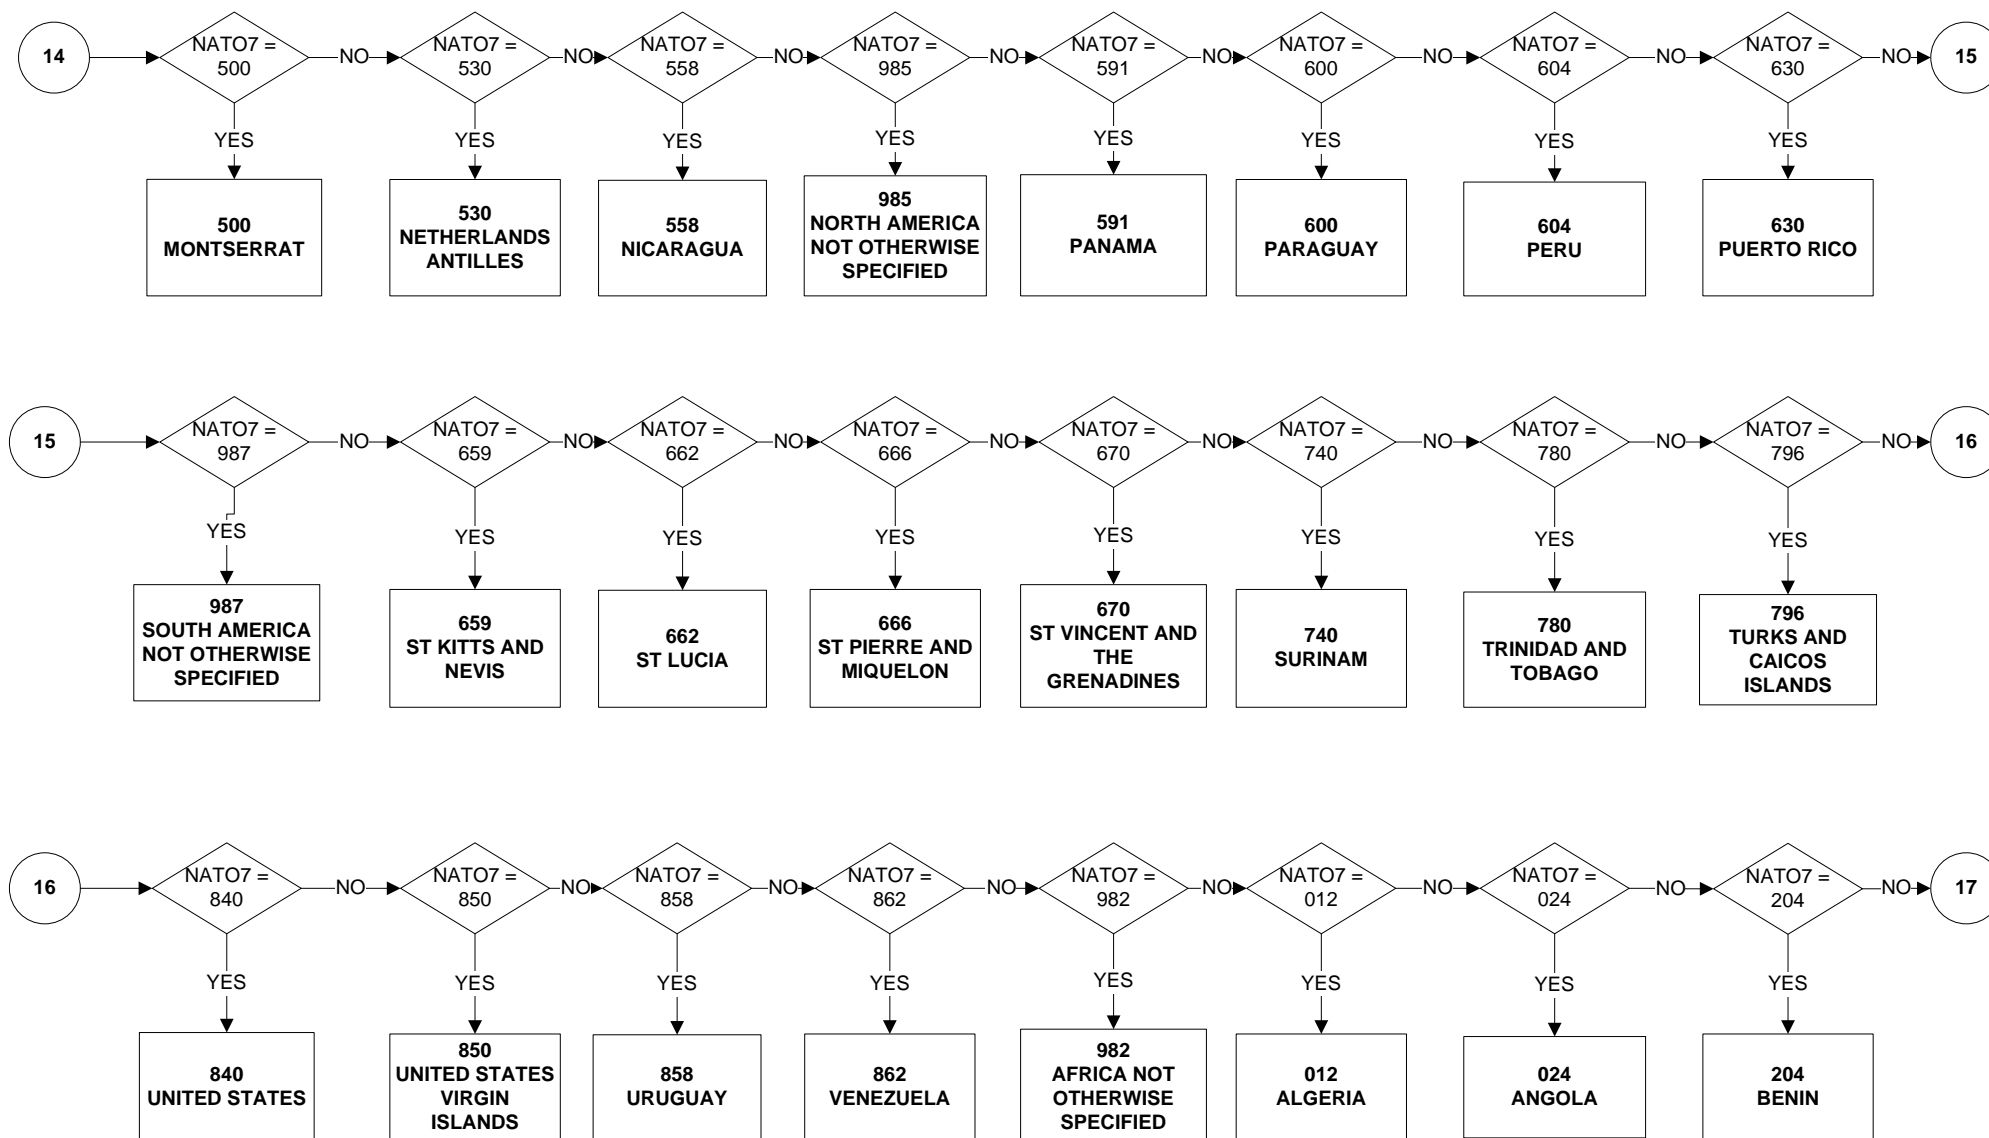 14
NATO7 =
500
NO
NATO7 =
530
NO
NATO7 =
558
NO
NATO7 =
985
NO
NATO7 =
591
NO
NATO7 =
600
NO
NATO7 =
604
NO
NATO7 =
630
NO
15
YES
YES
YES
YES
YES
YES
YES
YES
500
MONTSERRAT
530
NETHERLANDS
ANTILLES
558
NICARAGUA
985
NORTH AMERICA
NOT OTHERWISE
SPECIFIED
591
PANAMA
600
PARAGUAY
604
PERU
630
PUERTO RICO
15
NATO7 =
987
NO
NATO7 =
659
NO
NATO7 =
662
NO
NATO7 =
666
NO
NATO7 =
670
NO
NATO7 =
740
NO
NATO7 =
780
NO
NATO7 =
796
NO
16
YES
YES
YES
YES
YES
YES
YES
YES
987
SOUTH AMERICA
NOT OTHERWISE
SPECIFIED
659
ST KITTS AND
NEVIS
662
ST LUCIA
666
ST PIERRE AND
MIQUELON
670
ST VINCENT AND
THE
GRENADINES
740
SURINAM
780
TRINIDAD AND
TOBAGO
796
TURKS AND
CAICOS
ISLANDS
16
NATO7 =
840
NO
NATO7 =
850
NO
NATO7 =
858
NO
NATO7 =
862
NO
NATO7 =
982
NO
NATO7 =
012
NO
NATO7 =
024
NO
NATO7 =
204
NO
17
YES
YES
YES
YES
YES
YES
YES
YES
840
UNITED STATES
850
UNITED STATES
VIRGIN
ISLANDS
858
URUGUAY
862
VENEZUELA
982
AFRICA NOT
OTHERWISE
SPECIFIED
012
ALGERIA
024
ANGOLA
204
BENIN